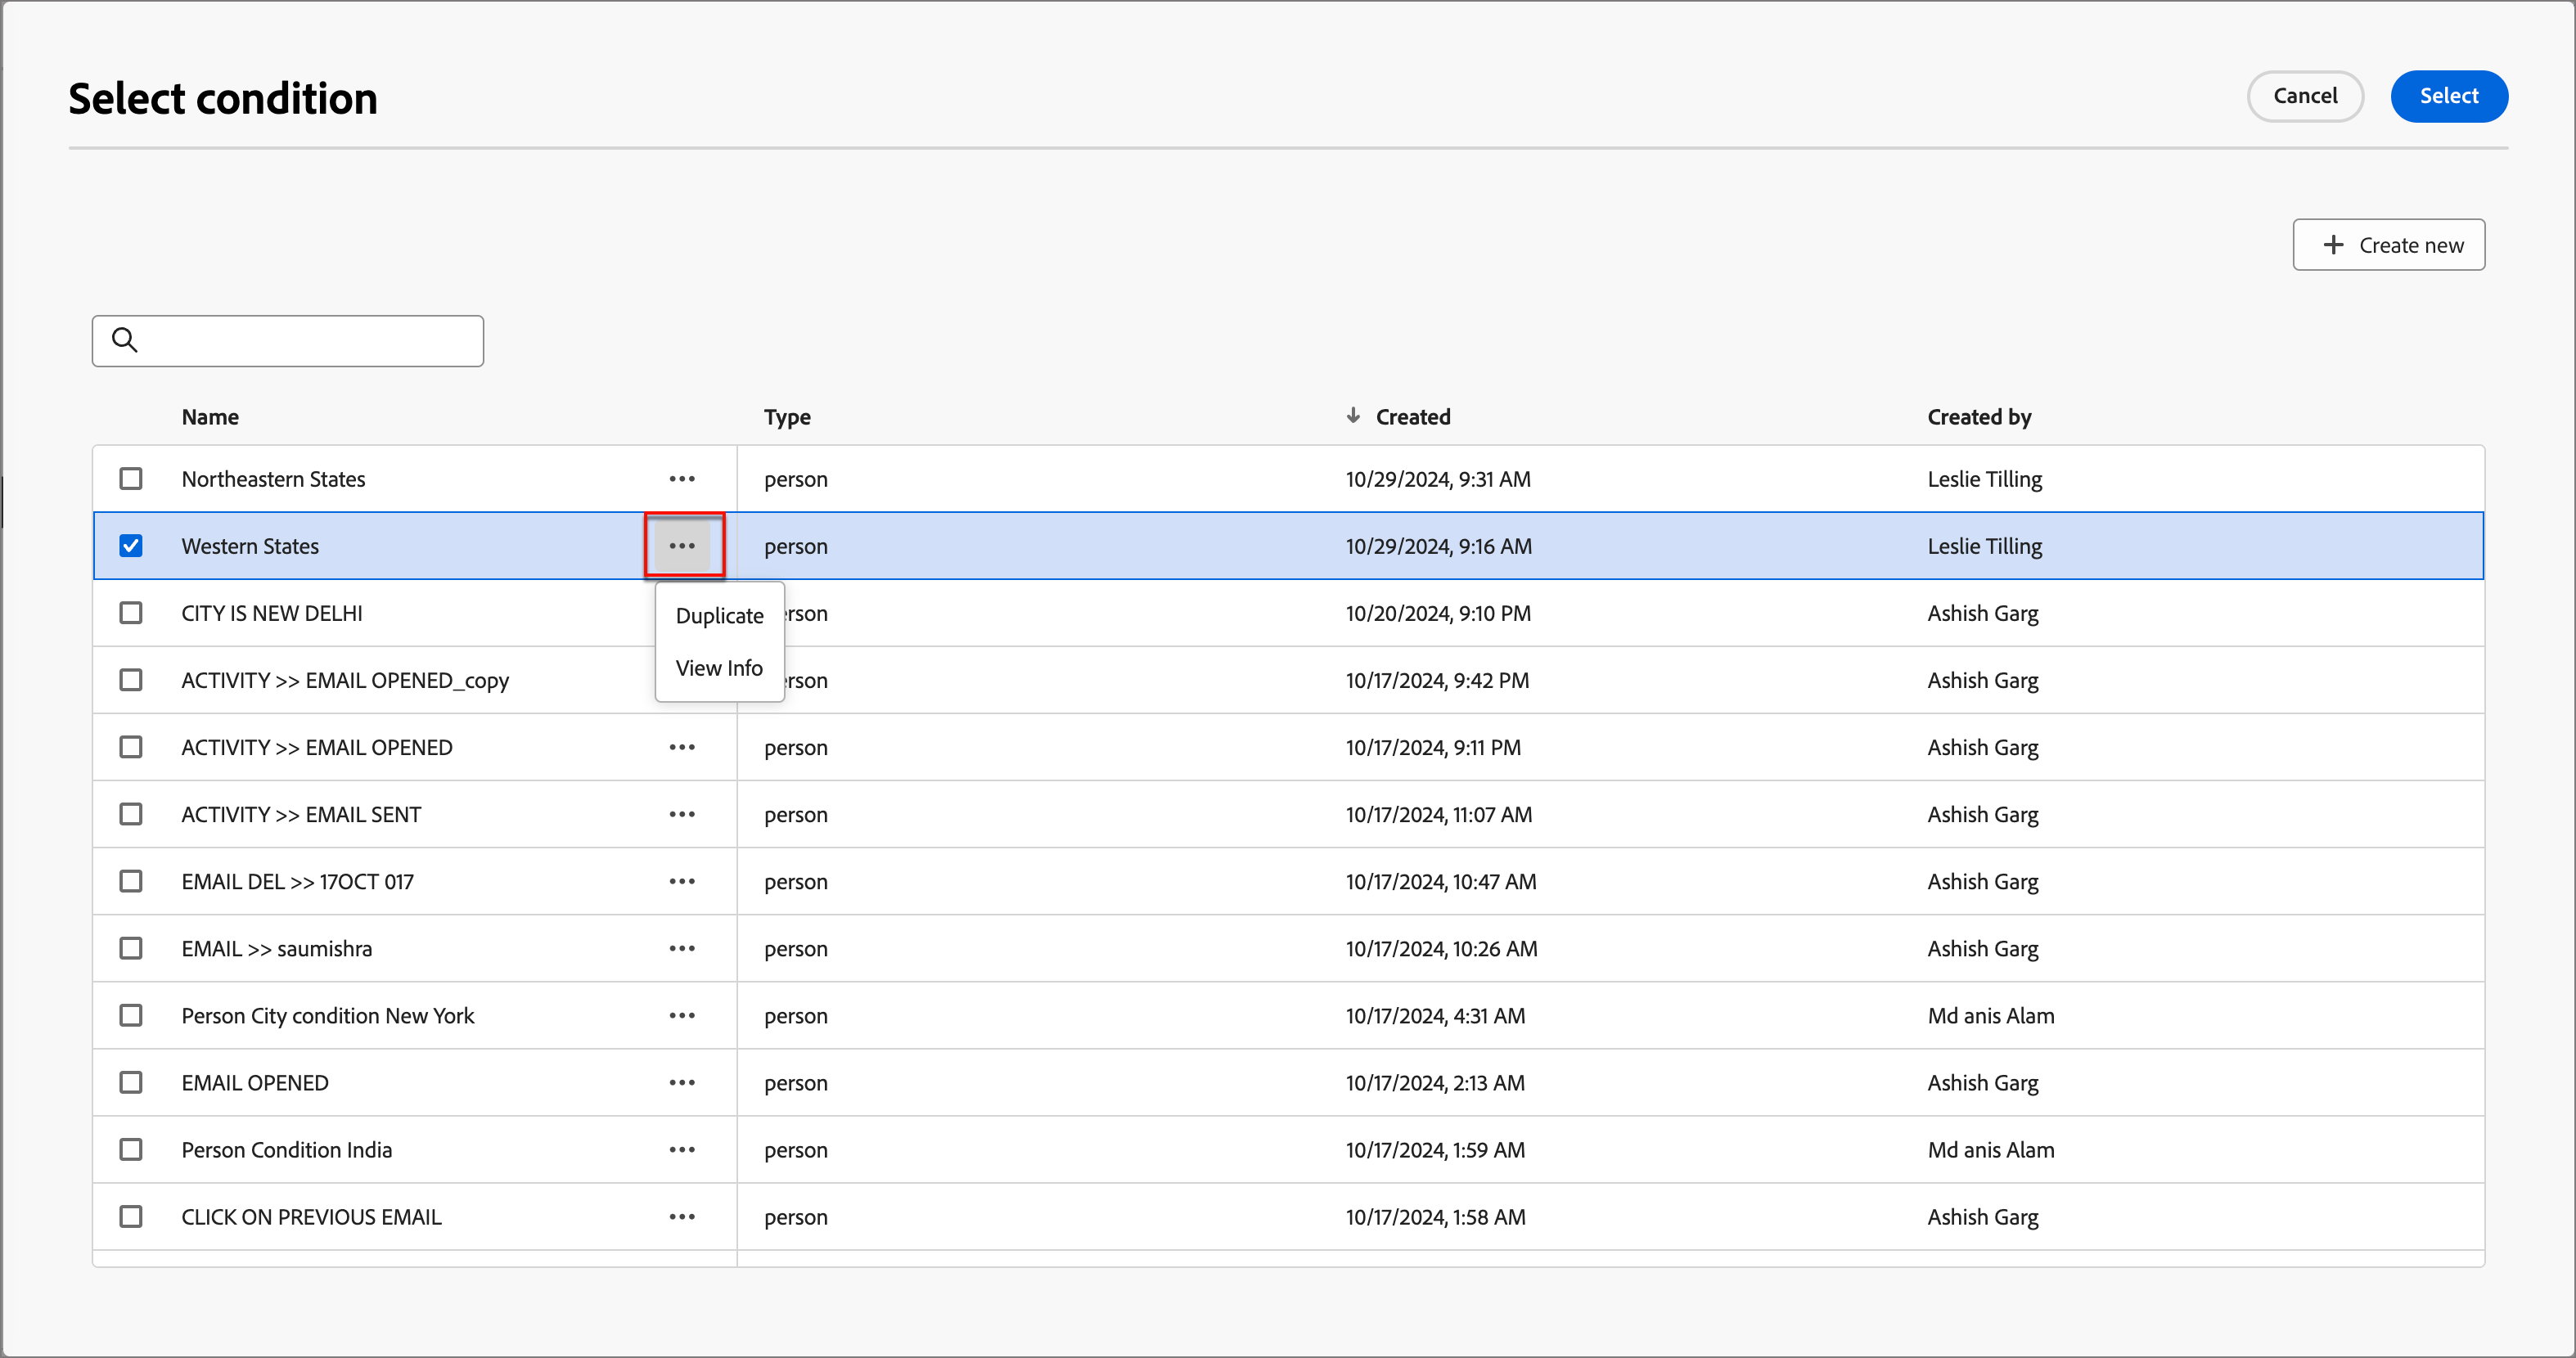 Select condition
Cancel
Select
Create new
Name Type Created Created by
Northeastern States person 10/29/2024, 9:31 AM Leslie Tilling
Western States person 10/29/2024, 9:16 AM Leslie Tilling
Duplicate
View Info
CITY IS NEW DELHI rson 10/20/2024, 9:10 PM Ashish Garg
ACTIVITY >> EMAIL OPENED_copy rson 10/17/2024, 9:42 PM Ashish Garg
ACTIVITY >> EMAIL OPENED person 10/17/2024, 9:11 PM Ashish Garg
ACTIVITY >> EMAIL SENT person 10/17/2024, 11:07 AM Ashish Garg
EMAIL DEL >> 17OCT 017 person 10/17/2024, 10:47 AM Ashish Garg
EMAIL >> saumishra person 10/17/2024, 10:26 AM Ashish Garg
Person City condition New York person 10/17/2024, 4:31 AM Md anis Alam
EMAIL OPENED person 10/17/2024, 2:13 AM Ashish Garg
Person Condition India person 10/17/2024, 1:59 AM Md anis Alam
CLICK ON PREVIOUS EMAIL person 10/17/2024, 1:58 AM Ashish Garg